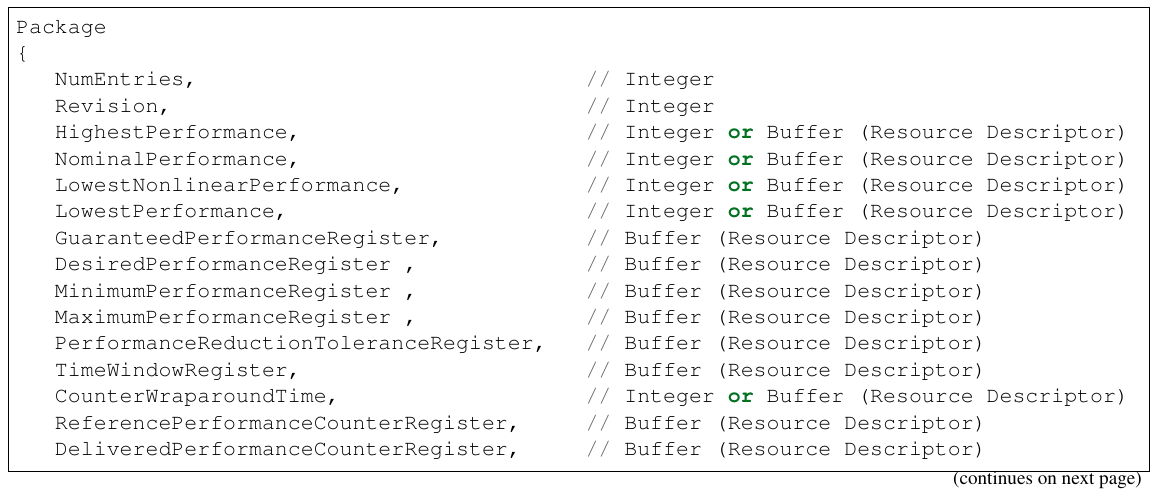 Package
{
   NumEntries,                              // Integer
   Revision,                                // Integer
   HighestPerformance,                      // Integer or Buffer (Resource Descriptor)
   NominalPerformance,                      // Integer or Buffer (Resource Descriptor)
   LowestNonlinearPerformance,              // Integer or Buffer (Resource Descriptor)
   LowestPerformance,                       // Integer or Buffer (Resource Descriptor)
   GuaranteedPerformanceRegister,           // Buffer (Resource Descriptor)
   DesiredPerformanceRegister ,             // Buffer (Resource Descriptor)
   MinimumPerformanceRegister ,             // Buffer (Resource Descriptor)
   MaximumPerformanceRegister ,             // Buffer (Resource Descriptor)
   PerformanceReductionToleranceRegister,   // Buffer (Resource Descriptor)
   TimeWindowRegister,                      // Buffer (Resource Descriptor)
   CounterWraparoundTime,                   // Integer or Buffer (Resource Descriptor)
   ReferencePerformanceCounterRegister,     // Buffer (Resource Descriptor)
   DeliveredPerformanceCounterRegister,     // Buffer (Resource Descriptor)
(continues on next page)